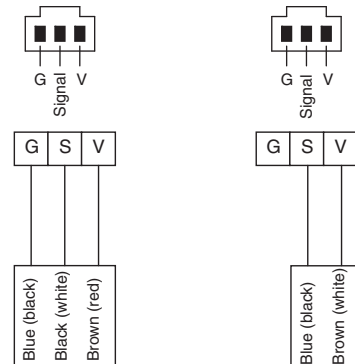 G Signal V
G S V
Blue (black)
Black (white)
Brown (red)
G Signal V
G S V
Blue (black)
Brown (white)